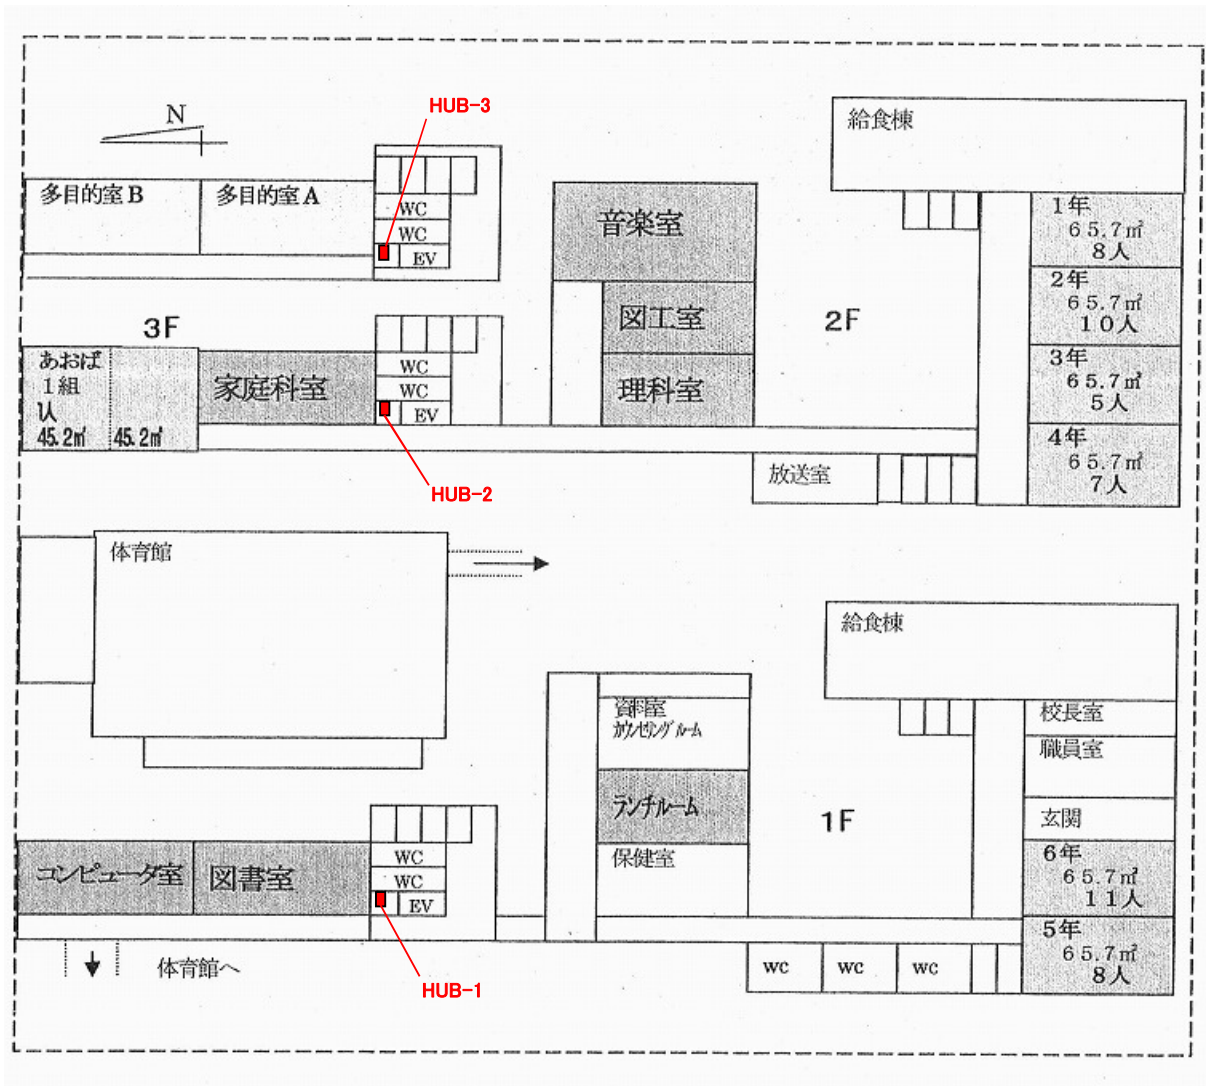 HUB-3
N
給食棟
多目的室B
多目的室A
WC
WC
EV
音楽室
図工室
理科室
2F
1年
65.7㎡
8人
2年
65.7㎡
10人
3年
65.7㎡
5人
4年
65.7㎡
7人
3F
あおば
1組
1人
45.2㎡
45.2㎡
家庭科室
WC
WC
EV
HUB-2
放送室
体育館
給食棟
資料室
カウンセリングルーム
ランチルーム
保健室
1F
校長室
職員室
玄関
6年
65.7㎡
11人
5年
65.7㎡
8人
コンピュータ室
図書室
WC
WC
EV
HUB-1
体育館へ
WC
WC
WC